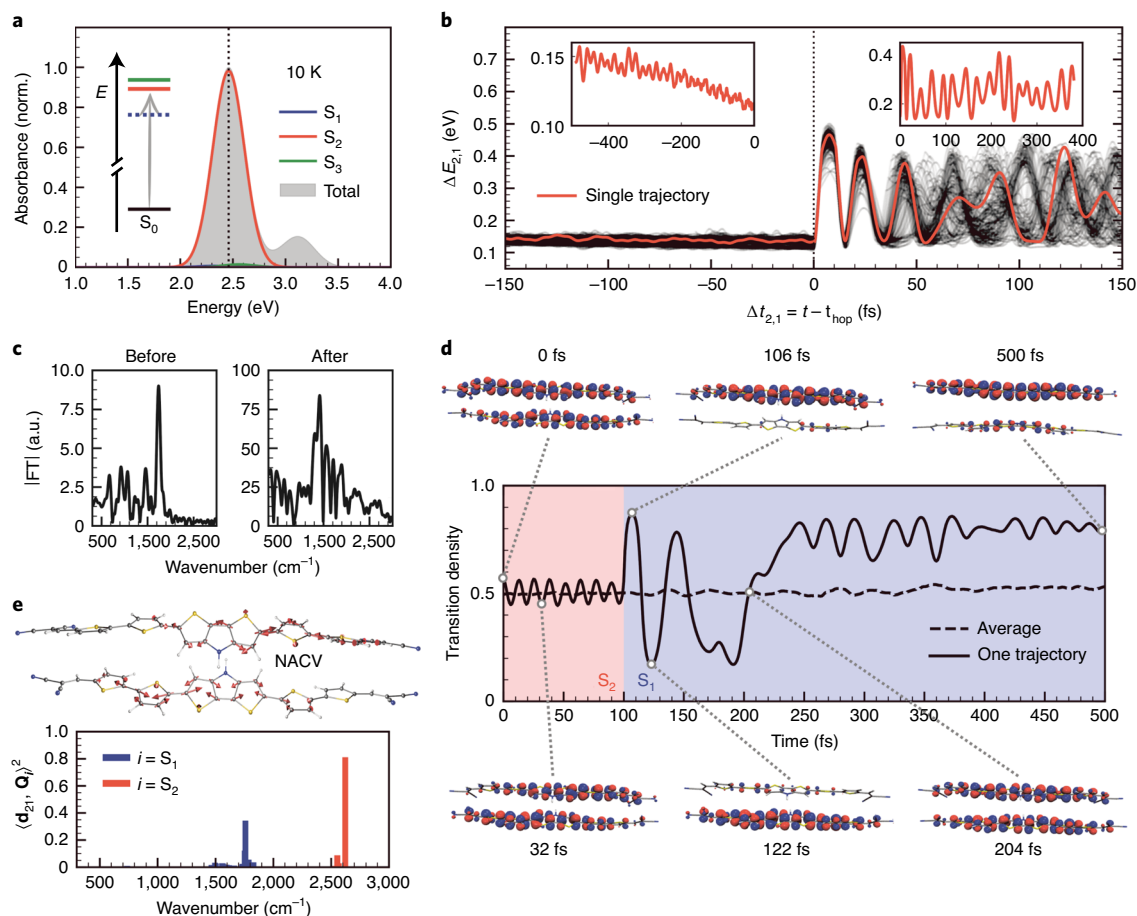 a
1.0
0.8
0.6
0.4
0.2
0
Absorbance (norm.)
E
S0
10 K
S1
S2
S3
Total
1.0 1.5 2.0 2.5 3.0 3.5 4.0
Energy (eV)
b
0.7
0.6
0.5
0.4
0.3
0.2
0.1
ΔE2,1 (eV)
0.15
0.10
−400 −200 0
0.4
0.2
0 100 200 300 400
Single trajectory
−150 −100 −50 0 50 100 150
Δt2,1 = t − thop (fs)
c
Before After
10.0
7.5
5.0
2.5
0
|FT| (a.u.)
100
75
50
25
0
500 1,500 2,500
500 1,500 2,500
Wavenumber (cm−1)
d
0 fs 106 fs 500 fs
1.0
0.5
0
Transition density
Average
One trajectory
S2 S1
0 50 100 150 200 250 300 350 400 450 500
Time (fs)
32 fs 122 fs 204 fs
e
NACV
0.8
0.6
0.4
0.2
0
⟨d21, Qi⟩2
i = S1
i = S2
500 1,000 1,500 2,000 2,500 3,000
Wavenumber (cm−1)